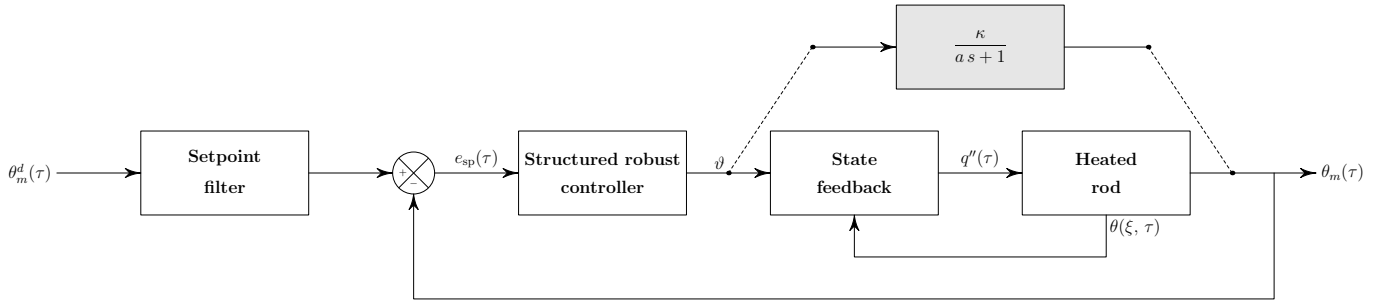 κ
a s + 1
θ_m^d(τ)
Setpoint
filter
+
−
e_sp(τ)
Structured robust
controller
ϑ
State
feedback
q″(τ)
Heated
rod
θ_m(τ)
θ(ξ, τ)